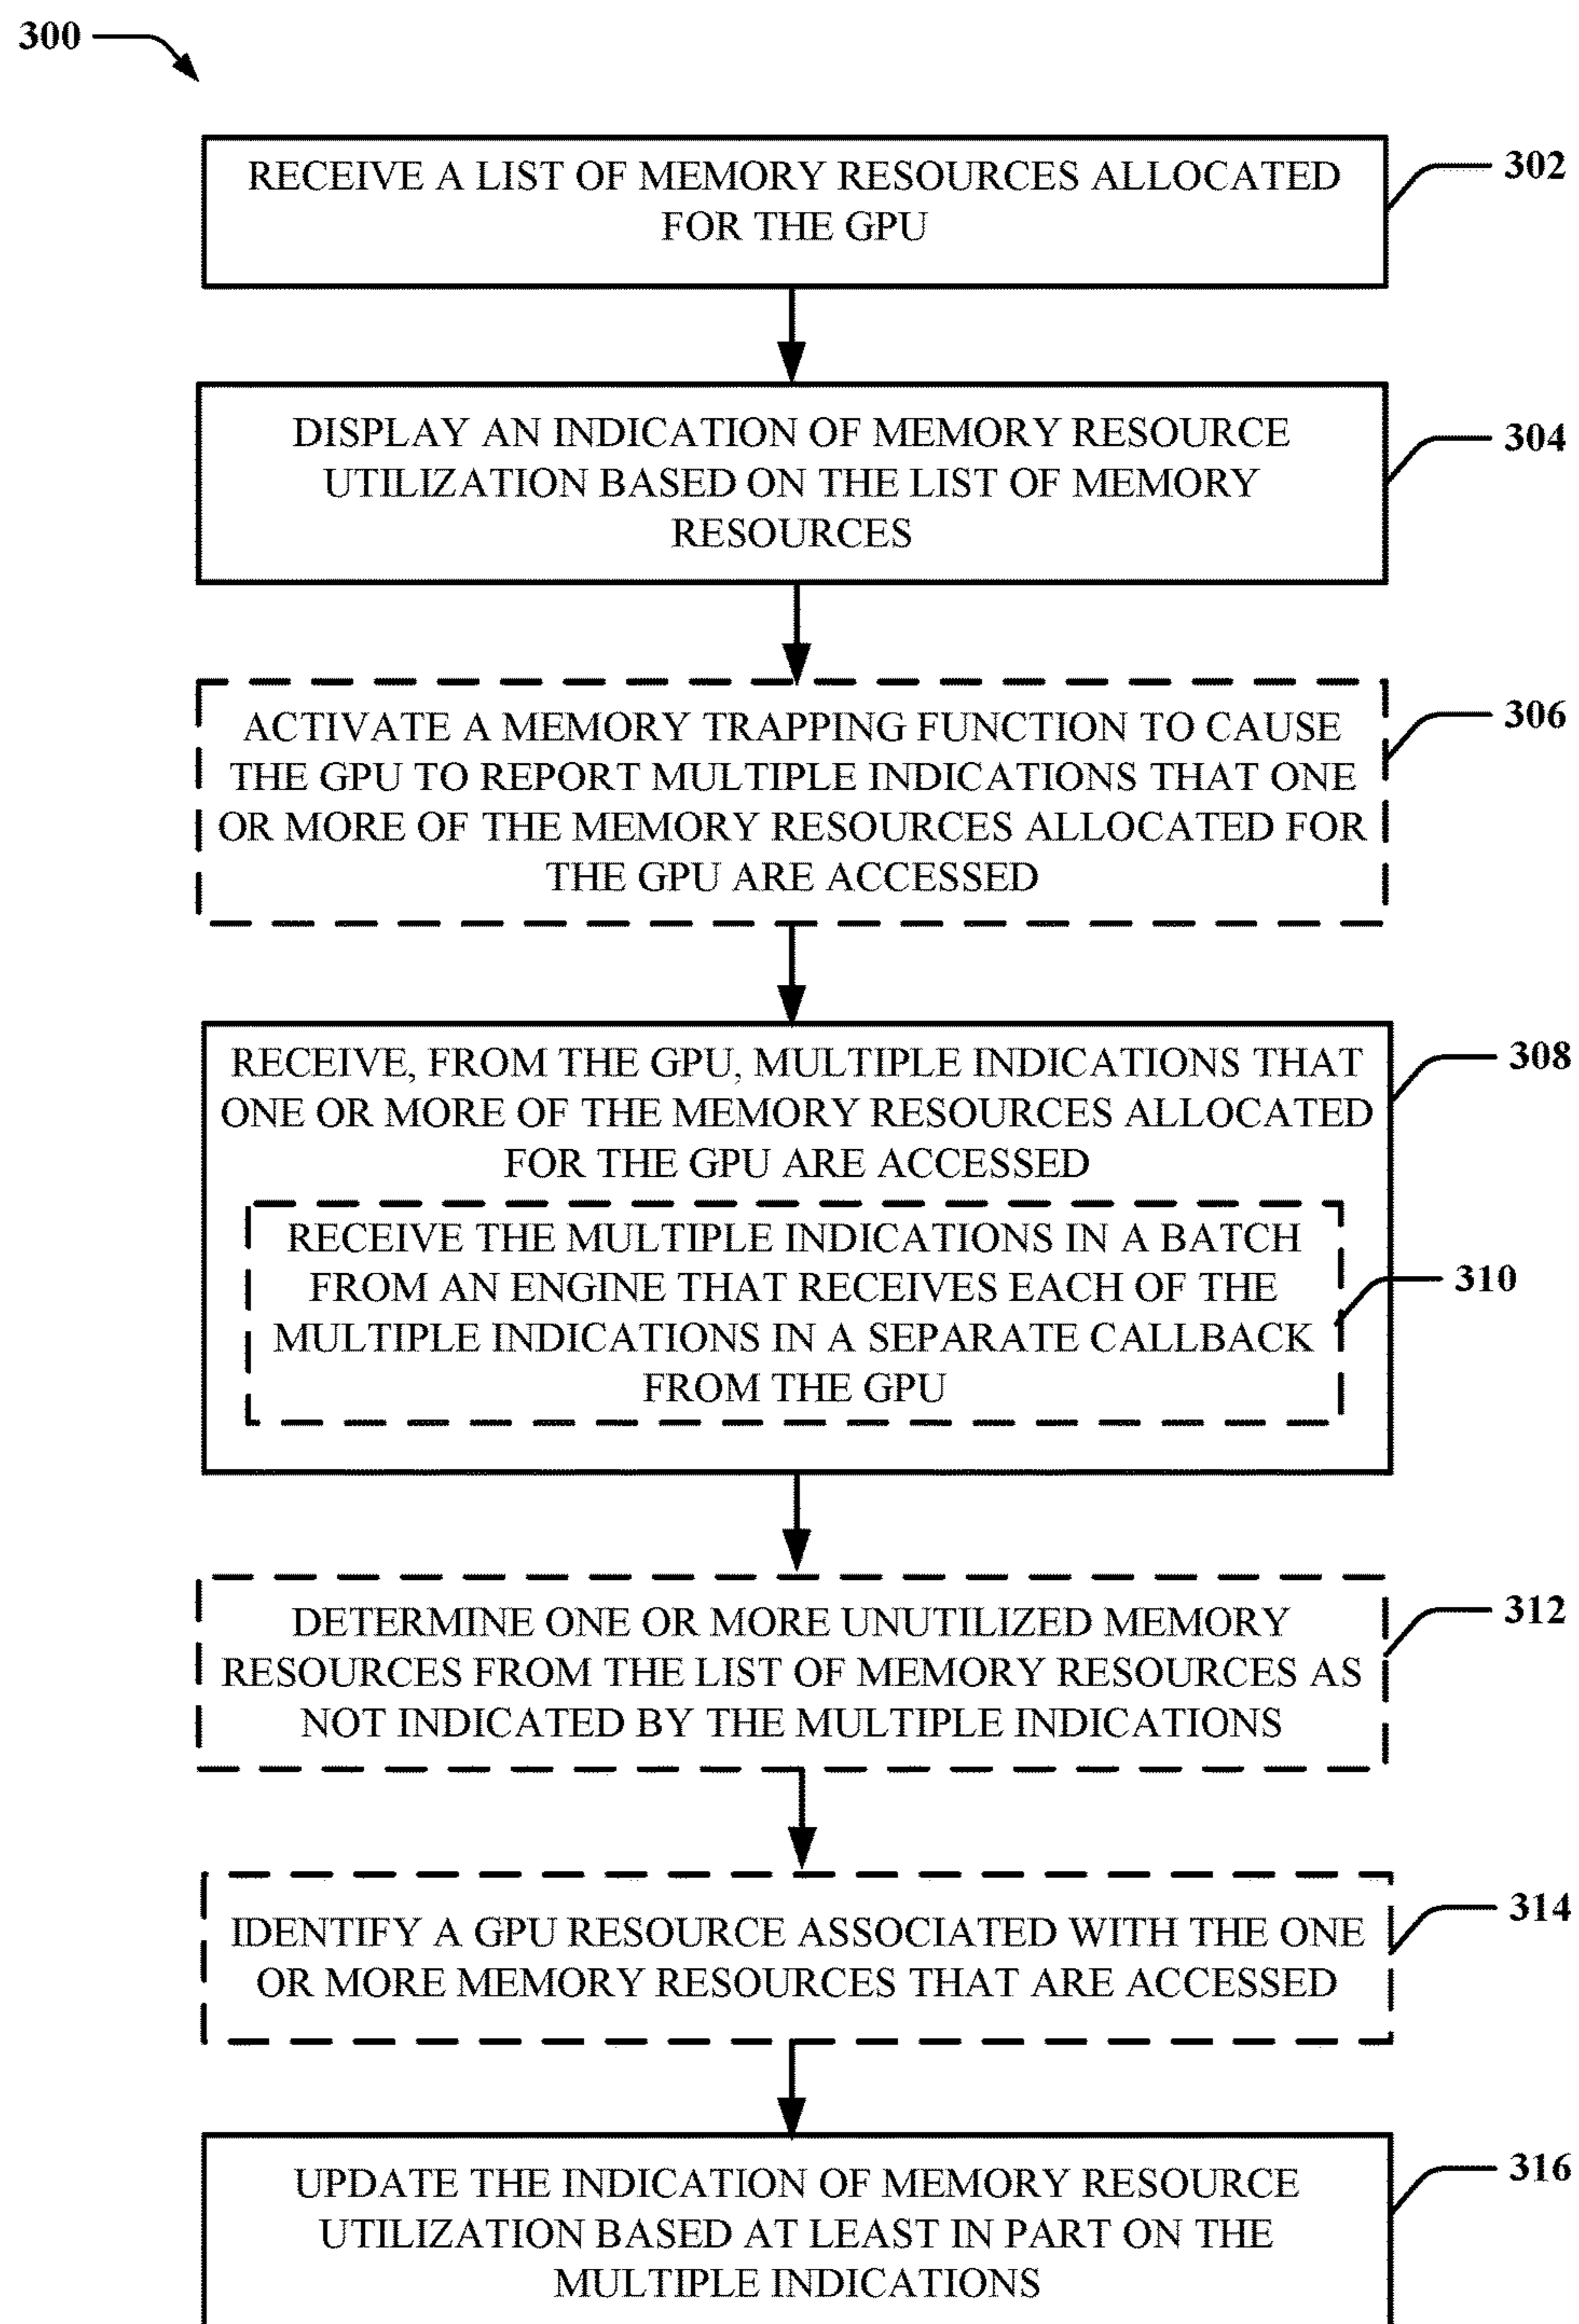 300
RECEIVE A LIST OF MEMORY RESOURCES ALLOCATED
FOR THE GPU
302
DISPLAY AN INDICATION OF MEMORY RESOURCE
UTILIZATION BASED ON THE LIST OF MEMORY
RESOURCES
304
ACTIVATE A MEMORY TRAPPING FUNCTION TO CAUSE
THE GPU TO REPORT MULTIPLE INDICATIONS THAT ONE
OR MORE OF THE MEMORY RESOURCES ALLOCATED FOR
THE GPU ARE ACCESSED
306
RECEIVE, FROM THE GPU, MULTIPLE INDICATIONS THAT
ONE OR MORE OF THE MEMORY RESOURCES ALLOCATED
FOR THE GPU ARE ACCESSED
308
RECEIVE THE MULTIPLE INDICATIONS IN A BATCH
FROM AN ENGINE THAT RECEIVES EACH OF THE
MULTIPLE INDICATIONS IN A SEPARATE CALLBACK
FROM THE GPU
310
DETERMINE ONE OR MORE UNUTILIZED MEMORY
RESOURCES FROM THE LIST OF MEMORY RESOURCES AS
NOT INDICATED BY THE MULTIPLE INDICATIONS
312
IDENTIFY A GPU RESOURCE ASSOCIATED WITH THE ONE
OR MORE MEMORY RESOURCES THAT ARE ACCESSED
314
UPDATE THE INDICATION OF MEMORY RESOURCE
UTILIZATION BASED AT LEAST IN PART ON THE
MULTIPLE INDICATIONS
316